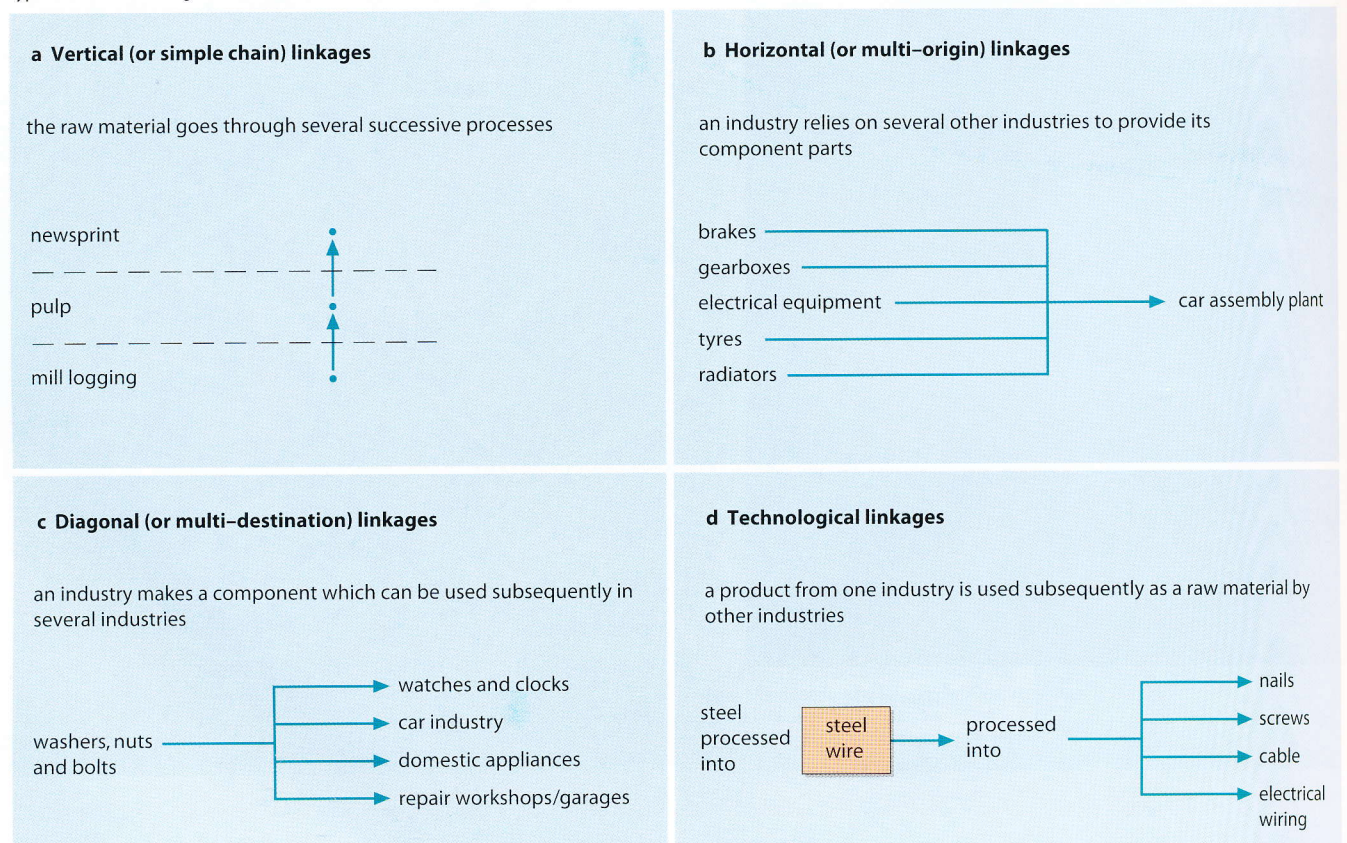 a Vertical (or simple chain) linkages
the raw material goes through several successive processes
newsprint
pulp
mill logging
b Horizontal (or multi–origin) linkages
an industry relies on several other industries to provide its
component parts
brakes
gearboxes
electrical equipment
tyres
radiators
car assembly plant
c Diagonal (or multi–destination) linkages
an industry makes a component which can be used subsequently in
several industries
washers, nuts
and bolts
watches and clocks
car industry
domestic appliances
repair workshops/garages
d Technological linkages
a product from one industry is used subsequently as a raw material by
other industries
steel
processed
into
steel
wire
processed
into
nails
screws
cable
electrical
wiring